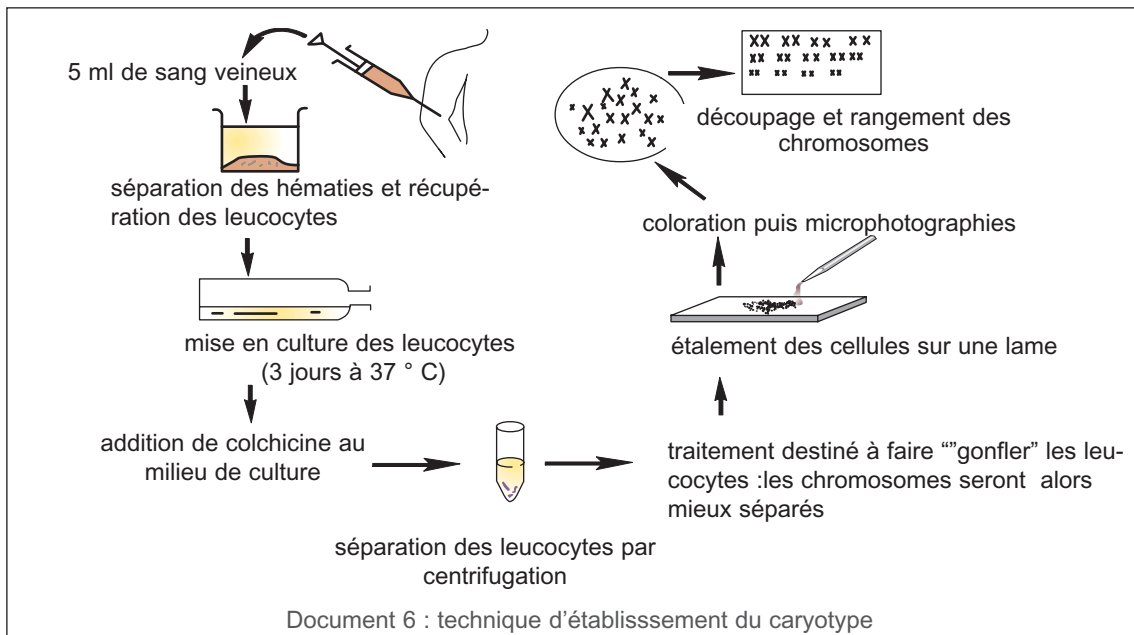 5 ml de sang veineux
séparation des hématies et récupé-
ration des leucocytes
mise en culture des leucocytes
(3 jours à 37 ° C)
addition de colchicine au
milieu de culture
séparation des leucocytes par
centrifugation
traitement destiné à faire “”gonfler” les leu-
cocytes :les chromosomes seront alors
mieux séparés
étalement des cellules sur une lame
coloration puis microphotographies
découpage et rangement des
chromosomes
Document 6 : technique d’établisssement du caryotype